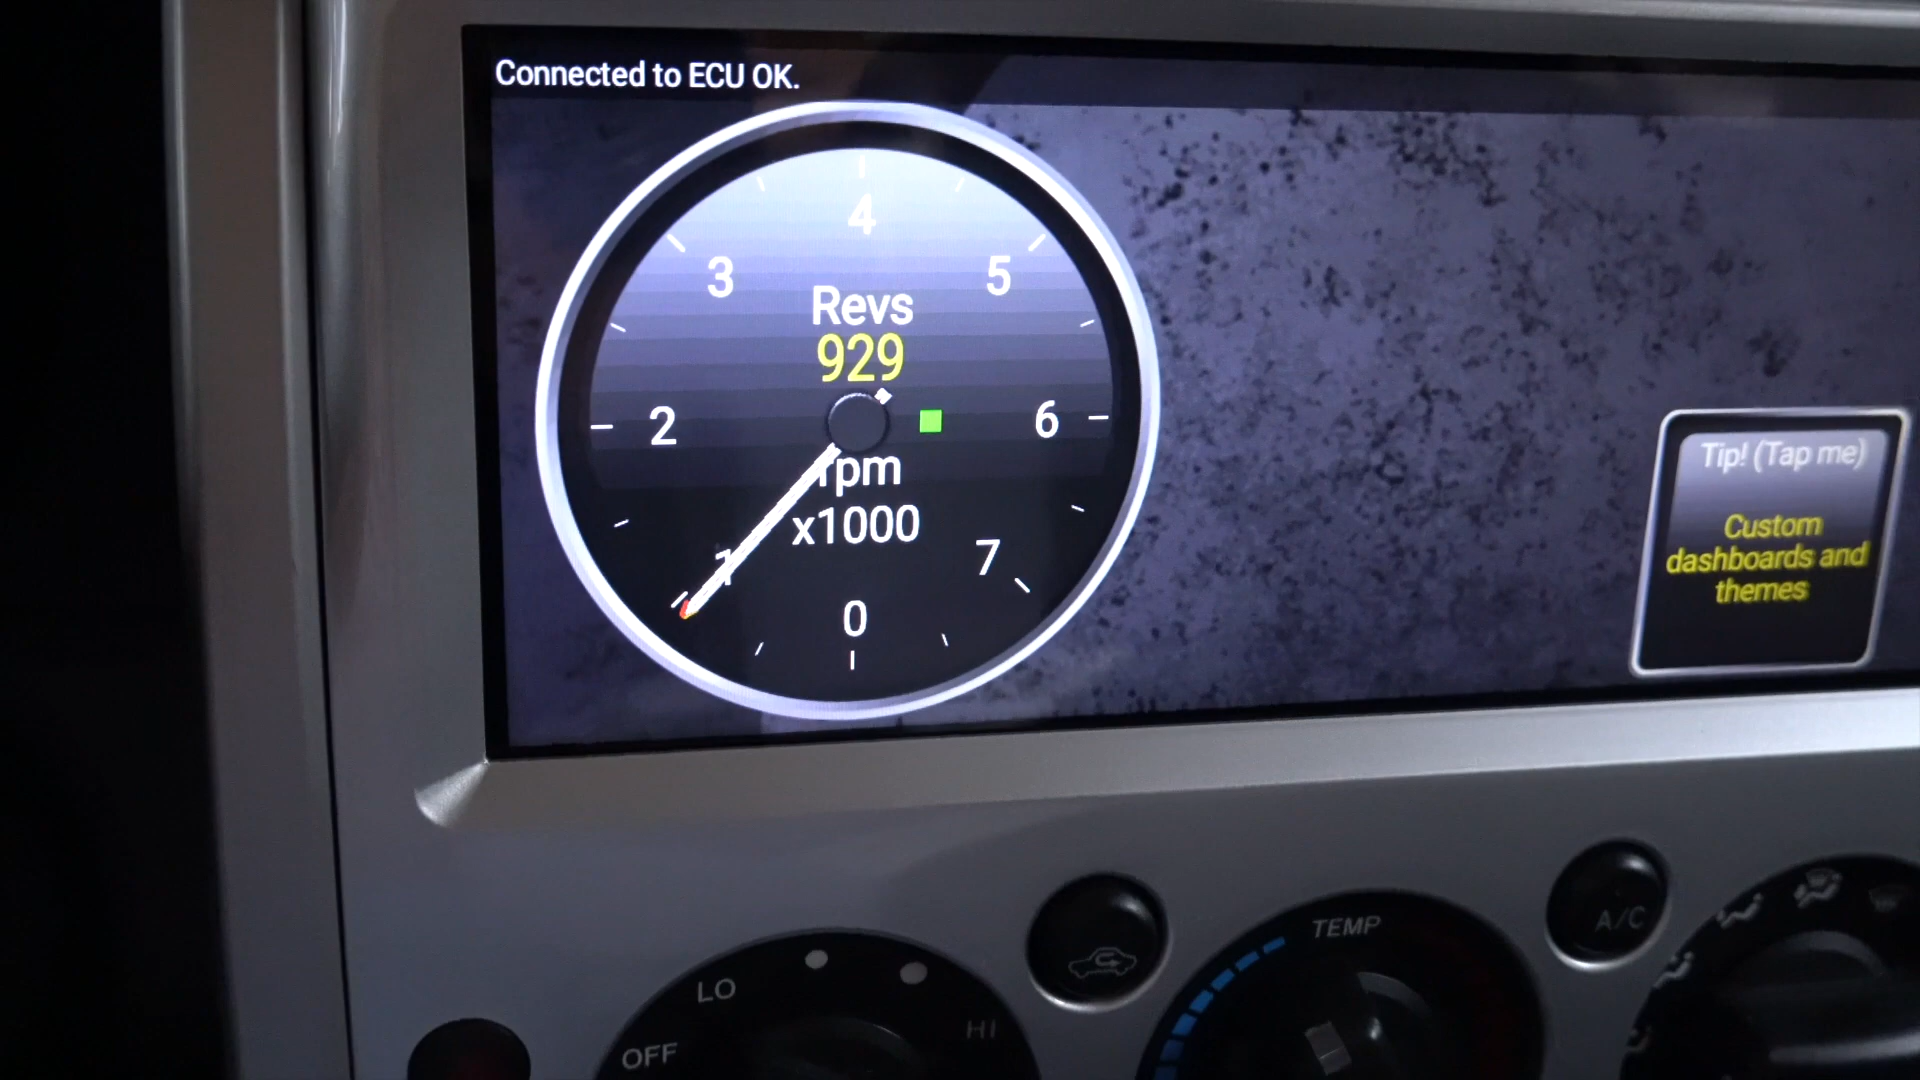 Connected to ECU OK.
4
3
5
Revs
929
2
6
rpm
x1000
1
7
0
Tip! (Tap me)
Custom
dashboards and
themes
TEMP
A/C
LO
HI
OFF